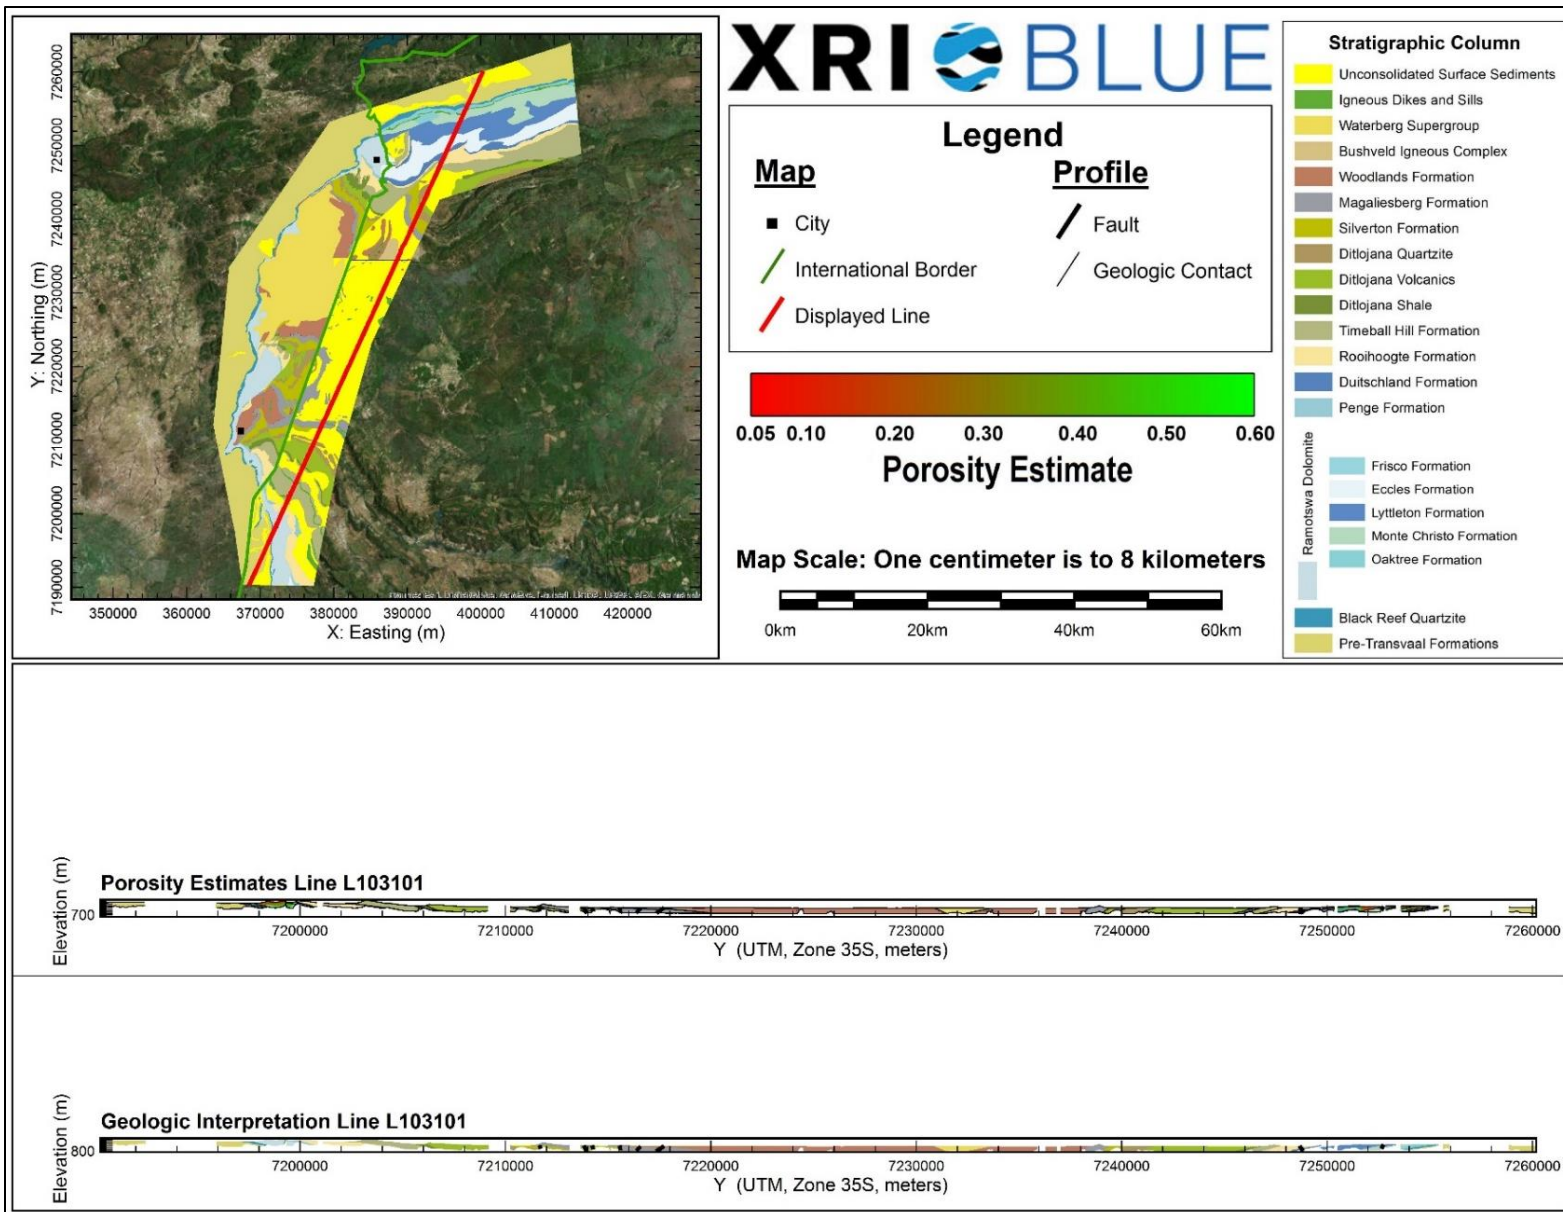 XRI BLUE
7260000
7250000
7240000
7230000
7220000
7210000
7200000
7190000
Y: Northing (m)
350000 360000 370000 380000 390000 400000 410000 420000
X: Easting (m)
Legend
Map
City
International Border
Displayed Line
Profile
Fault
Geologic Contact
0.05 0.10 0.20 0.30 0.40 0.50 0.60
Porosity Estimate
Map Scale: One centimeter is to 8 kilometers
0km 20km 40km 60km
Stratigraphic Column
Unconsolidated Surface Sediments
Igneous Dikes and Sills
Waterberg Supergroup
Bushveld Igneous Complex
Woodlands Formation
Magaliesberg Formation
Silverton Formation
Ditlojana Quartzite
Ditlojana Volcanics
Ditlojana Shale
Timeball Hill Formation
Rooihoogte Formation
Duitschland Formation
Penge Formation
Ramotswa Dolomite
Frisco Formation
Eccles Formation
Lyttleton Formation
Monte Christo Formation
Oaktree Formation
Black Reef Quartzite
Pre-Transvaal Formations
Porosity Estimates Line L103101
Elevation (m)
700
7200000 7210000 7220000 7230000 7240000 7250000 7260000
Y (UTM, Zone 35S, meters)
Geologic Interpretation Line L103101
Elevation (m)
800
7200000 7210000 7220000 7230000 7240000 7250000 7260000
Y (UTM, Zone 35S, meters)